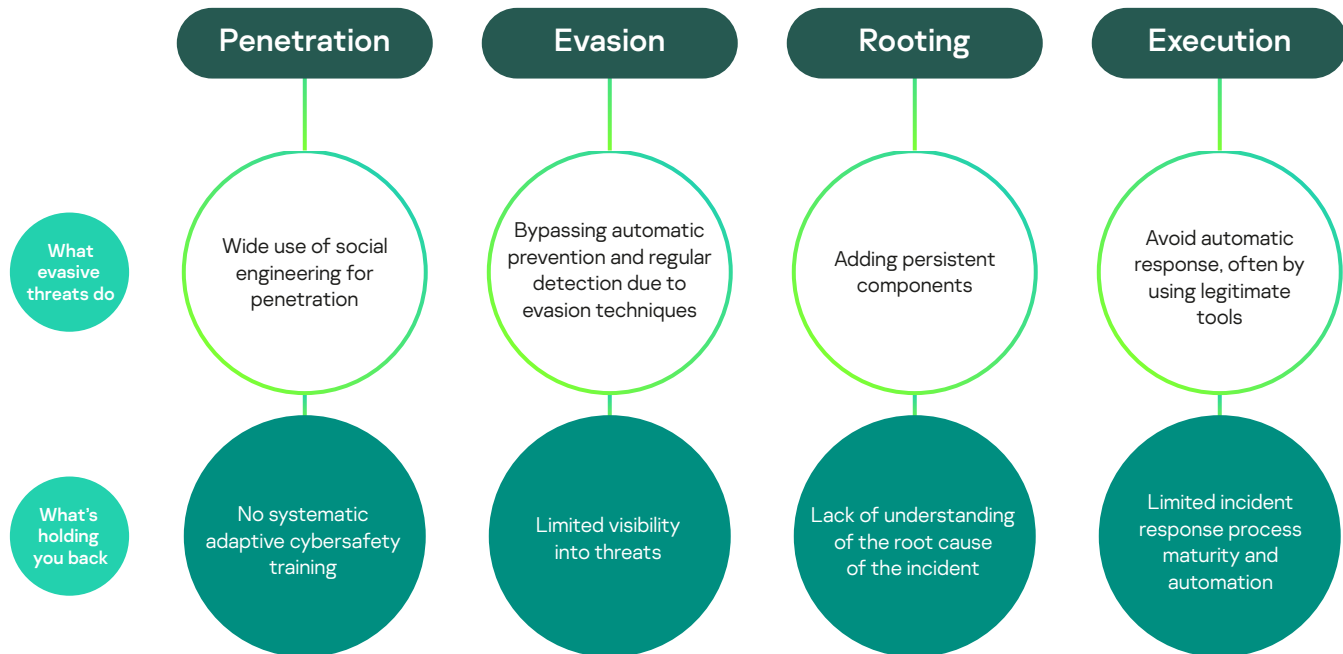 Penetration
Evasion
Rooting
Execution
What
evasive
threats do
Wide use of social
engineering for
penetration
Bypassing automatic
prevention and regular
detection due to
evasion techniques
Adding persistent
components
Avoid automatic
response, often by
using legitimate
tools
What's
holding
you back
No systematic
adaptive cybersafety
training
Limited visibility
into threats
Lack of understanding
of the root cause
of the incident
Limited incident
response process
maturity and
automation